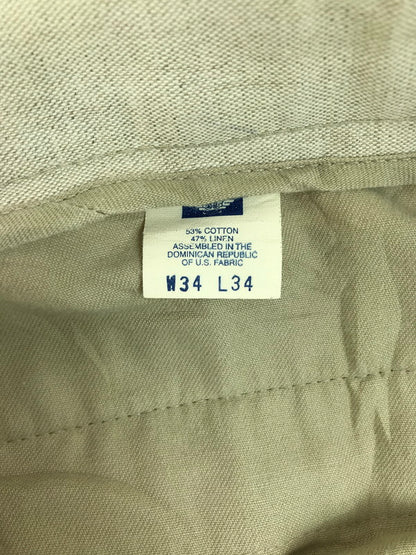 53% COTTON
47% LINEN
ASSEMBLED IN THE
DOMINICAN REPUBLIC
OF U.S. FABRIC
W34 L34